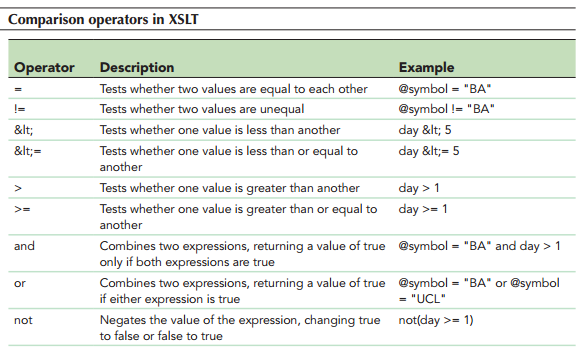 Comparison operators in XSLT
Operator Description Example
= Tests whether two values are equal to each other @symbol = "BA"
!= Tests whether two values are unequal @symbol != "BA"
&lt; Tests whether one value is less than another day &lt; 5
&lt;= Tests whether one value is less than or equal to day &lt;= 5
another
> Tests whether one value is greater than another day > 1
>= Tests whether one value is greater than or equal to day >= 1
another
and Combines two expressions, returning a value of true @symbol = "BA" and day > 1
only if both expressions are true
or Combines two expressions, returning a value of true @symbol = "BA" or @symbol
if either expression is true = "UCL"
not Negates the value of the expression, changing true not(day >= 1)
to false or false to true